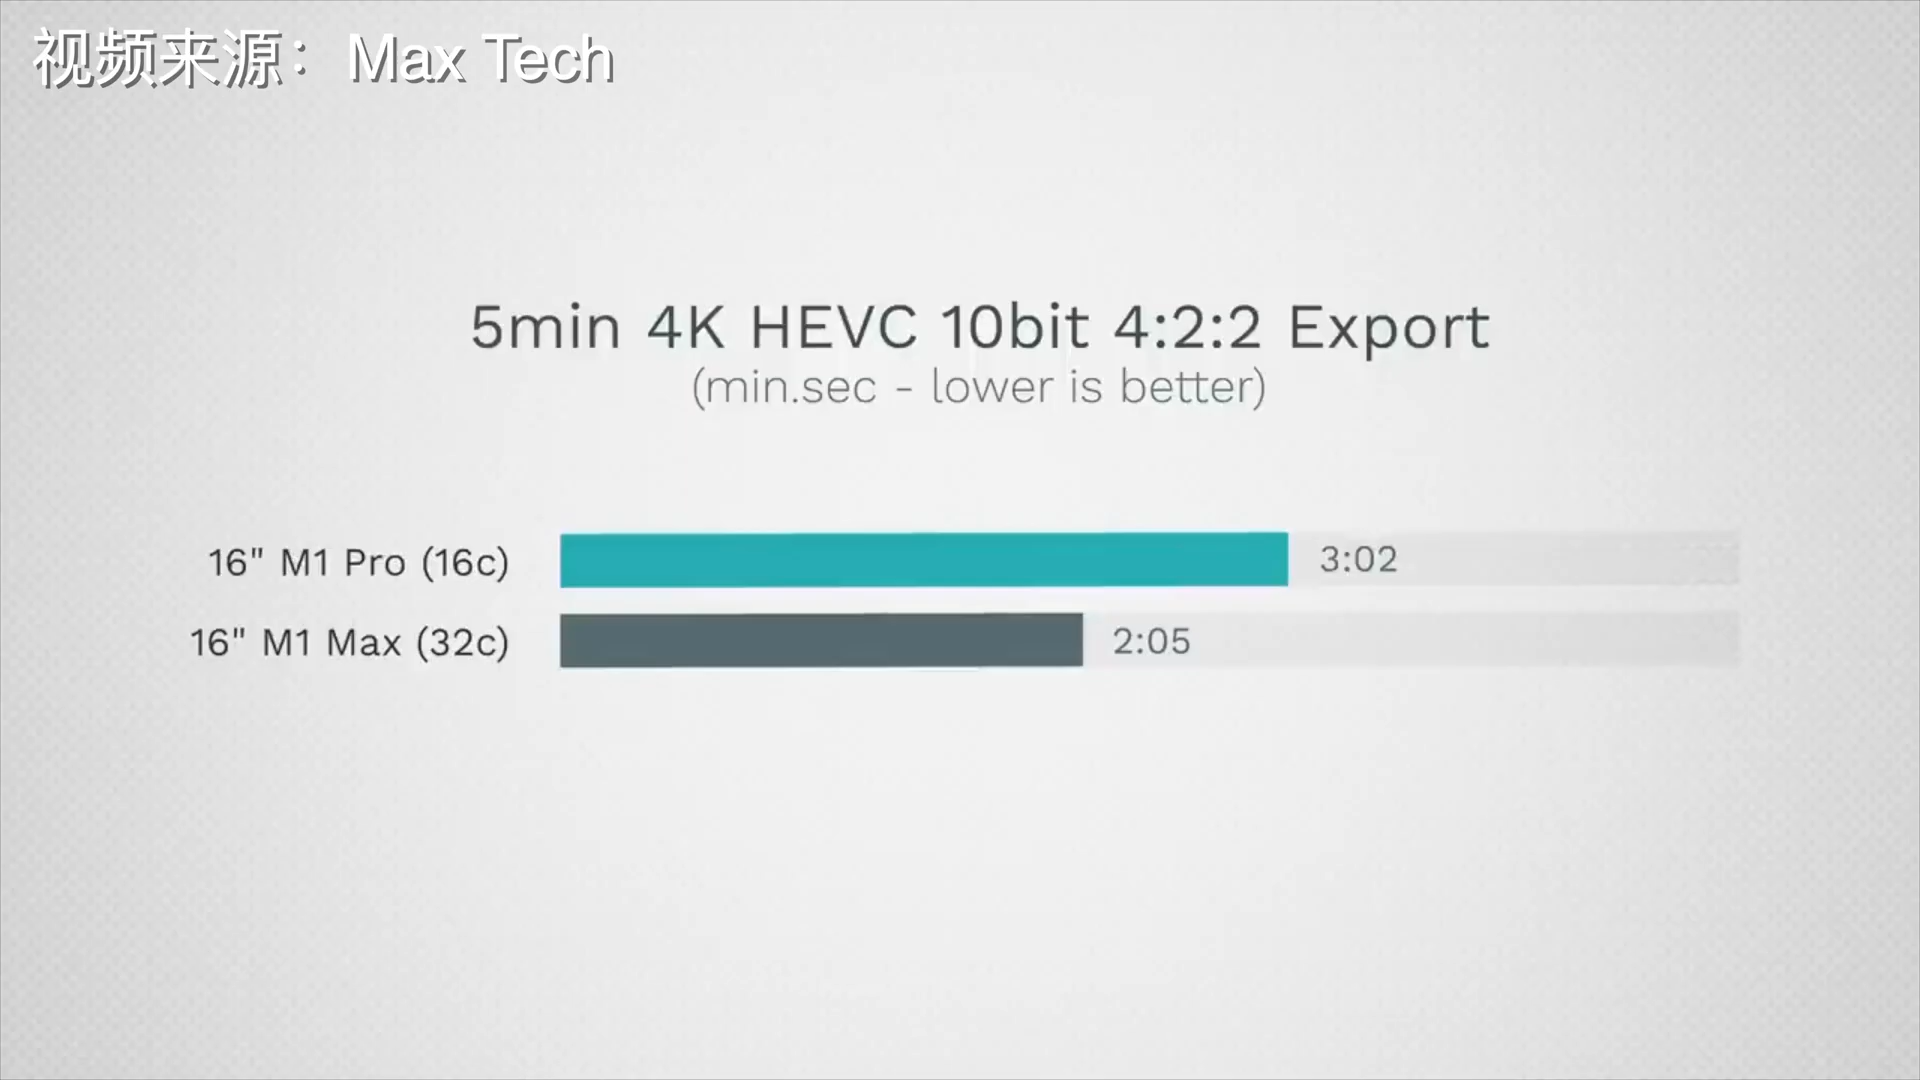 视频来源：Max Tech
5min 4K HEVC 10bit 4:2:2 Export
(min.sec - lower is better)
16" M1 Pro (16c) 3:02
16" M1 Max (32c) 2:05